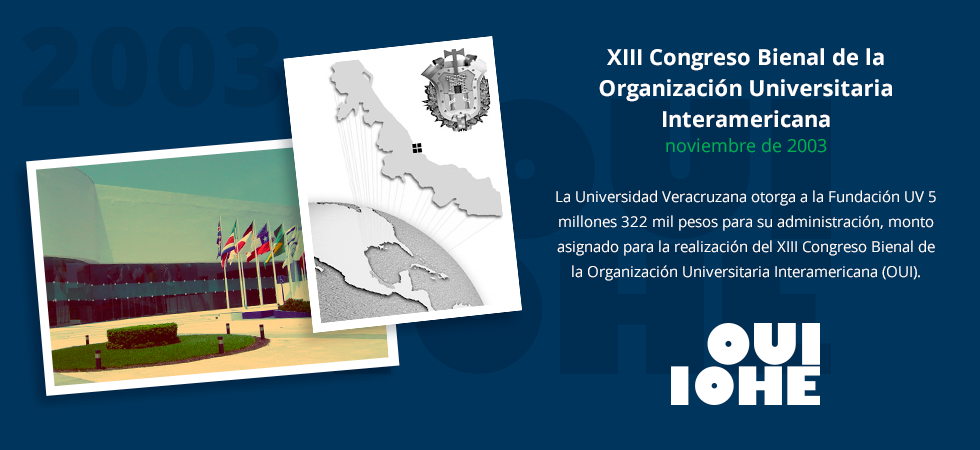 2003
XIII Congreso Bienal de la
Organización Universitaria
Interamericana
noviembre de 2003
La Universidad Veracruzana otorga a la Fundación UV 5
millones 322 mil pesos para su administración, monto
asignado para la realización del XIII Congreso Bienal de
la Organización Universitaria Interamericana (OUI).
OUI
IOHE
OUI
IOHE